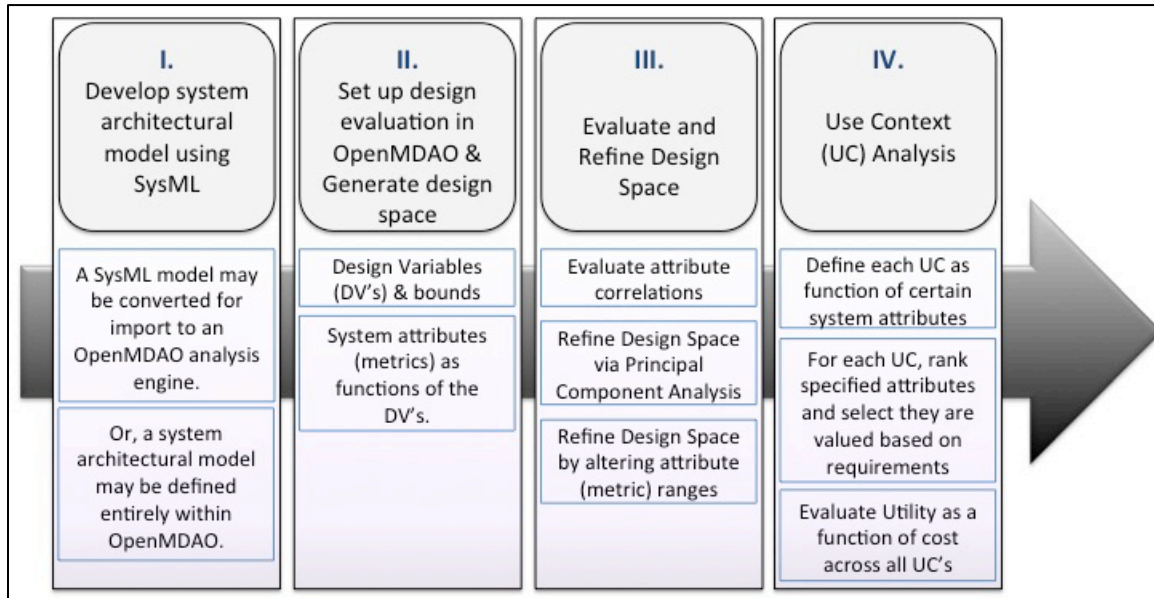 I.
Develop system
architectural
model using
SysML
A SysML model may
be converted for
import to an
OpenMDAO analysis
engine.
Or, a system
architectural model
may be defined
entirely within
OpenMDAO.
II.
Set up design
evaluation in
OpenMDAO &
Generate design
space
Design Variables
(DV's) & bounds
System attributes
(metrics) as
functions of the
DV's.
III.
Evaluate and
Refine Design
Space
Evaluate attribute
correlations
Refine Design Space
via Principal
Component Analysis
Refine Design Space
by altering attribute
(metric) ranges
IV.
Use Context
(UC) Analysis
Define each UC as
function of certain
system attributes
For each UC, rank
specified attributes
and select they are
valued based on
requirements
Evaluate Utility as a
function of cost
across all UC's